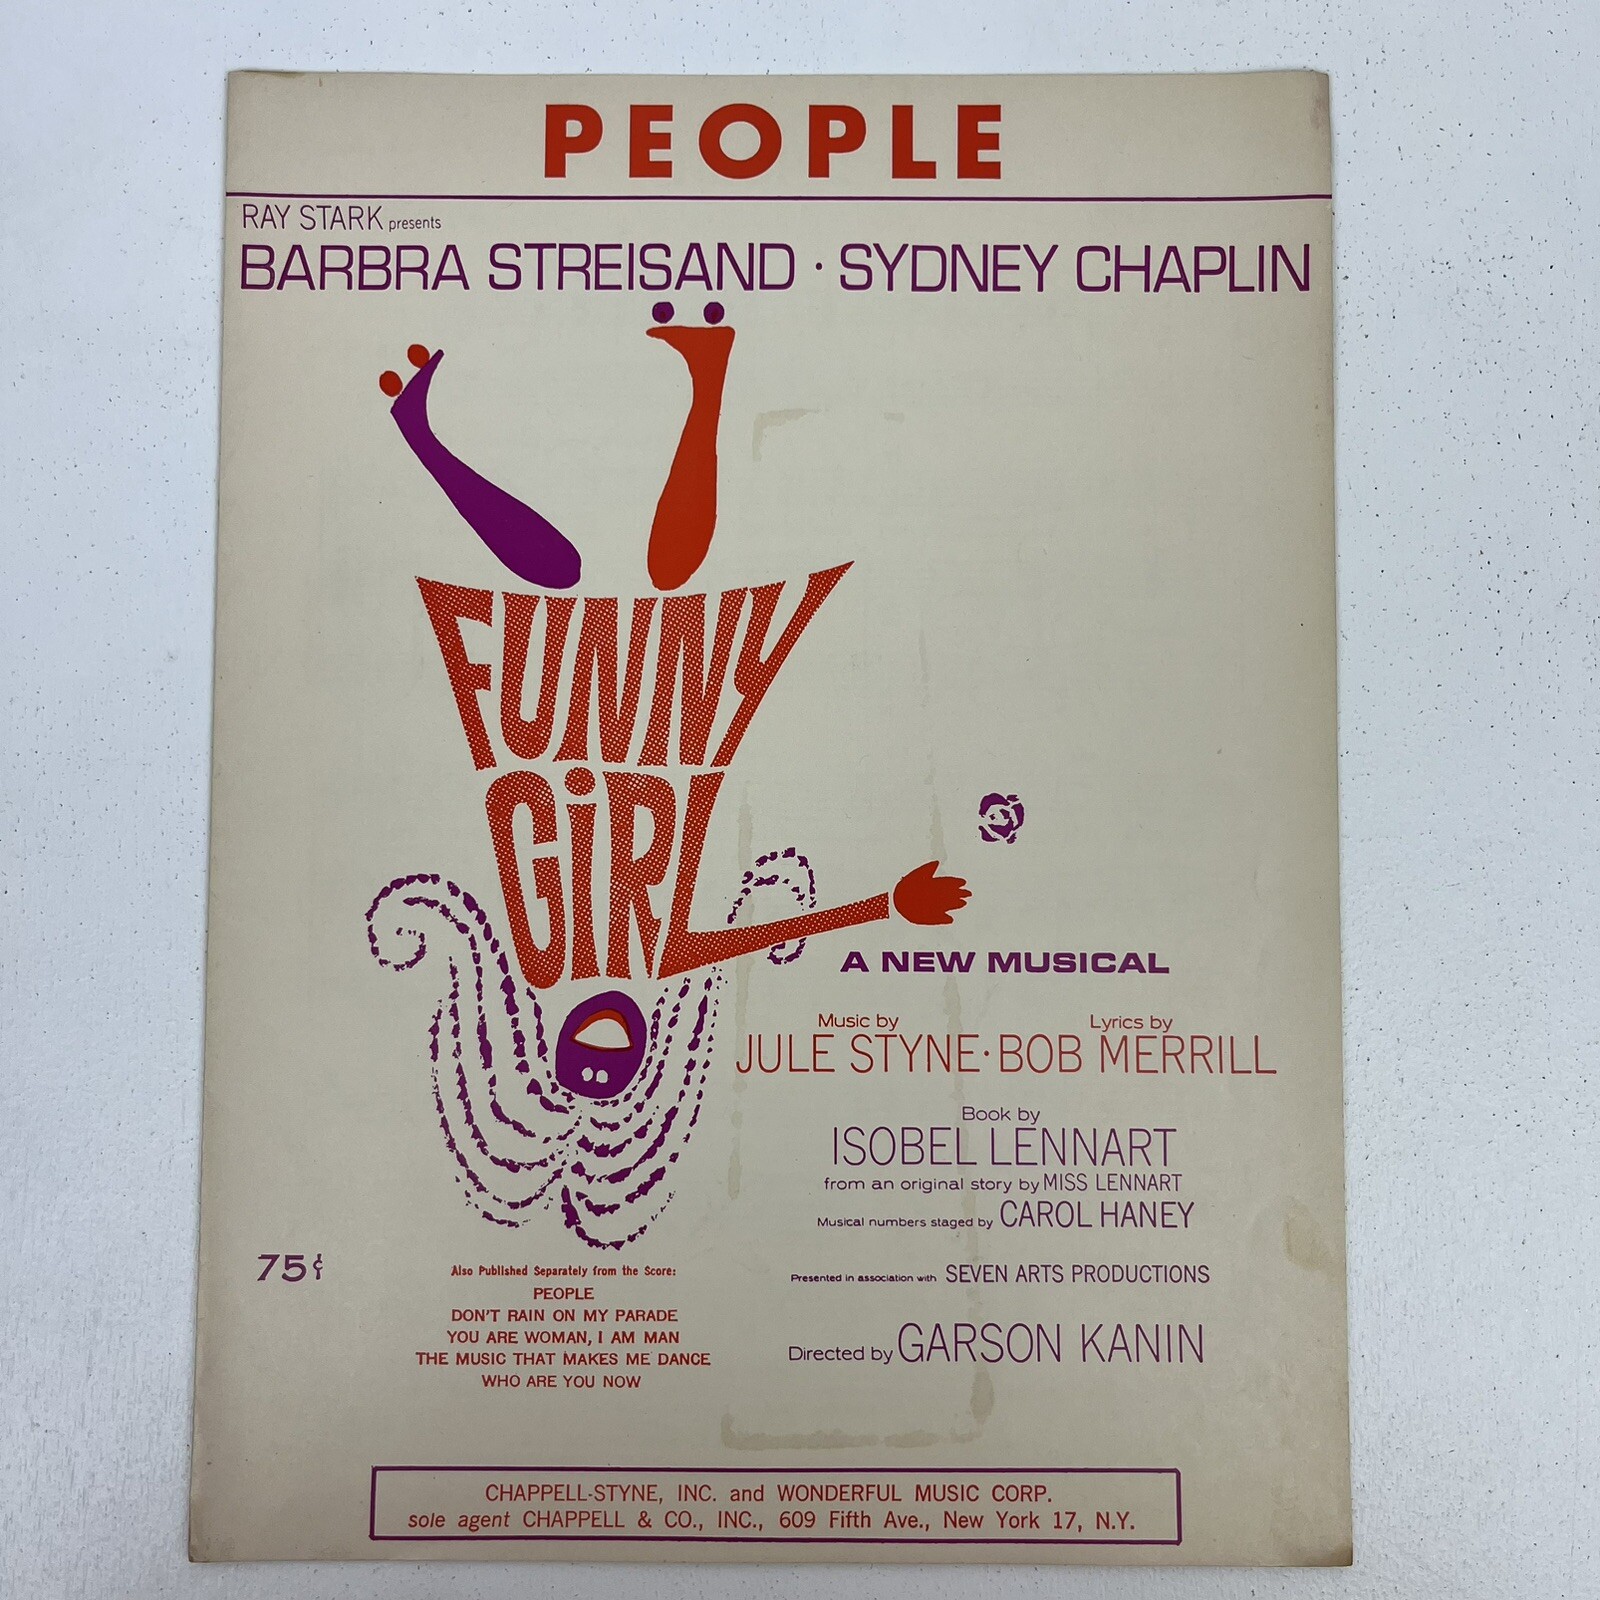 PEOPLE
RAY STARK presents
BARBRA STREISAND · SYDNEY CHAPLIN
FUNNY
GiRL
A NEW MUSICAL
Music by Lyrics by
JULE STYNE · BOB MERRILL
Book by
ISOBEL LENNART
from an original story by MISS LENNART
Musical numbers staged by CAROL HANEY
Presented in association with SEVEN ARTS PRODUCTIONS
Directed by GARSON KANIN
75¢
Also Published Separately from the Score:
PEOPLE
DON'T RAIN ON MY PARADE
YOU ARE WOMAN, I AM MAN
THE MUSIC THAT MAKES ME DANCE
WHO ARE YOU NOW
CHAPPELL-STYNE, INC. and WONDERFUL MUSIC CORP.
sole agent CHAPPELL & CO., INC., 609 Fifth Ave., New York 17, N.Y.